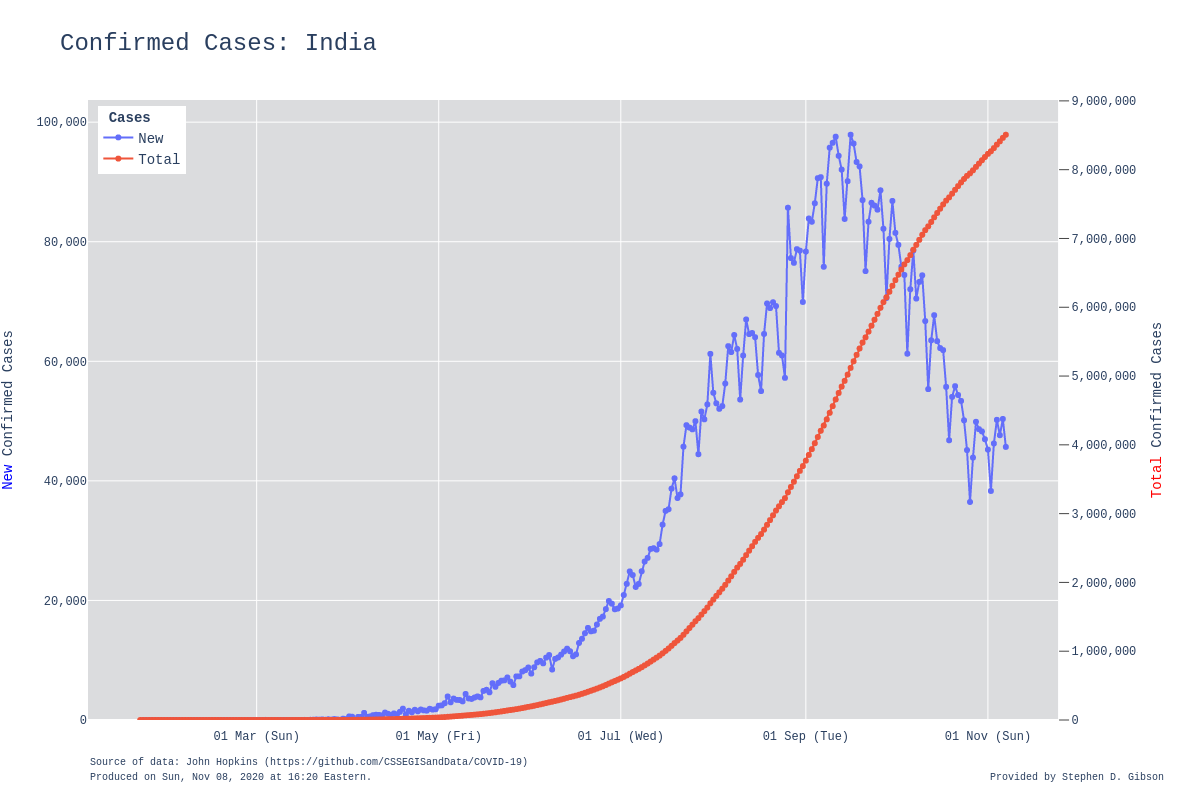 Confirmed Cases: India
Cases
New
Total
100,000
80,000
60,000
40,000
20,000
0
9,000,000
8,000,000
7,000,000
6,000,000
5,000,000
4,000,000
3,000,000
2,000,000
1,000,000
0
New Confirmed Cases
Total Confirmed Cases
01 Mar (Sun)
01 May (Fri)
01 Jul (Wed)
01 Sep (Tue)
01 Nov (Sun)
Source of data: John Hopkins (https://github.com/CSSEGISandData/COVID-19)
Produced on Sun, Nov 08, 2020 at 16:20 Eastern.
Provided by Stephen D. Gibson